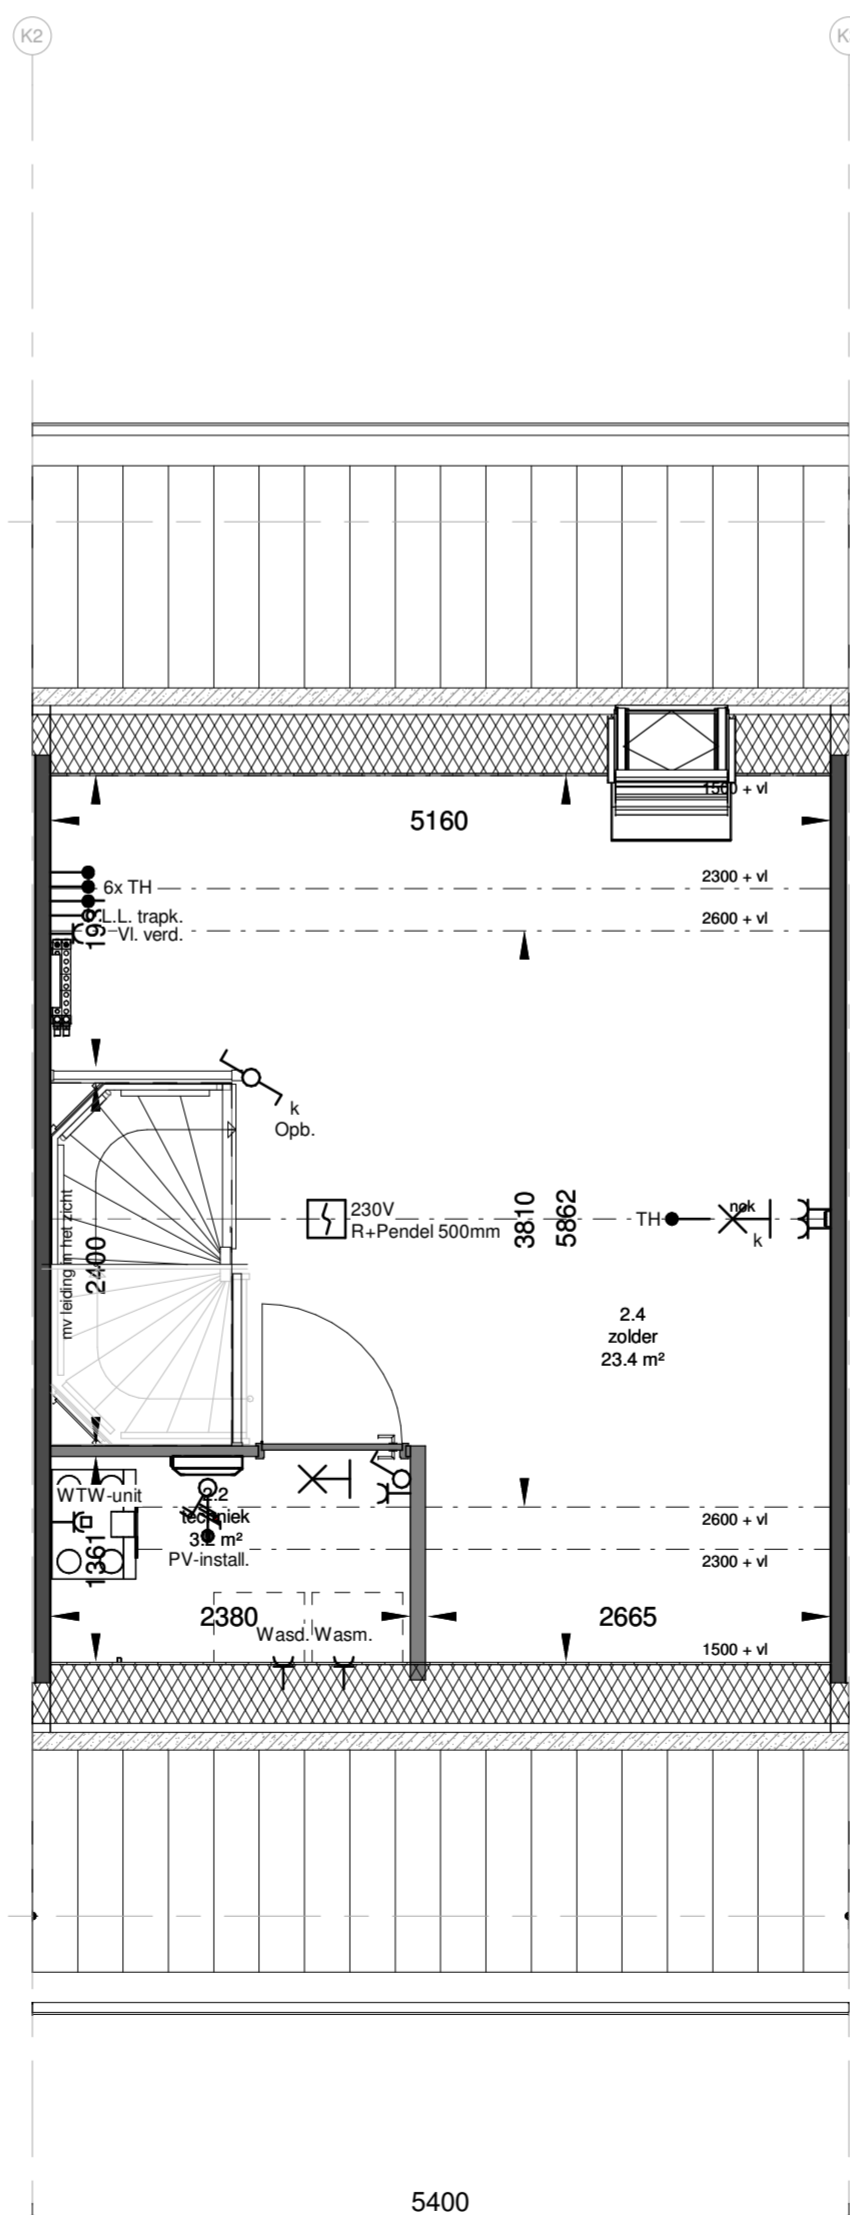 K2
K
1500 + vl
5160
2300 + vl
6x TH
2600 + vl
L.L. trapk.
Vl. verd.
k
Opb.
mv leiding in het zicht
2400
230V
R+Pendel 500mm
3810
5862
TH
nok
k
2.4
zolder
23.4 m²
WTW-unit
techniek
m²
PV-install.
1361
2600 + vl
2300 + vl
2380
2665
Wasd.
Wasm.
1500 + vl
5400